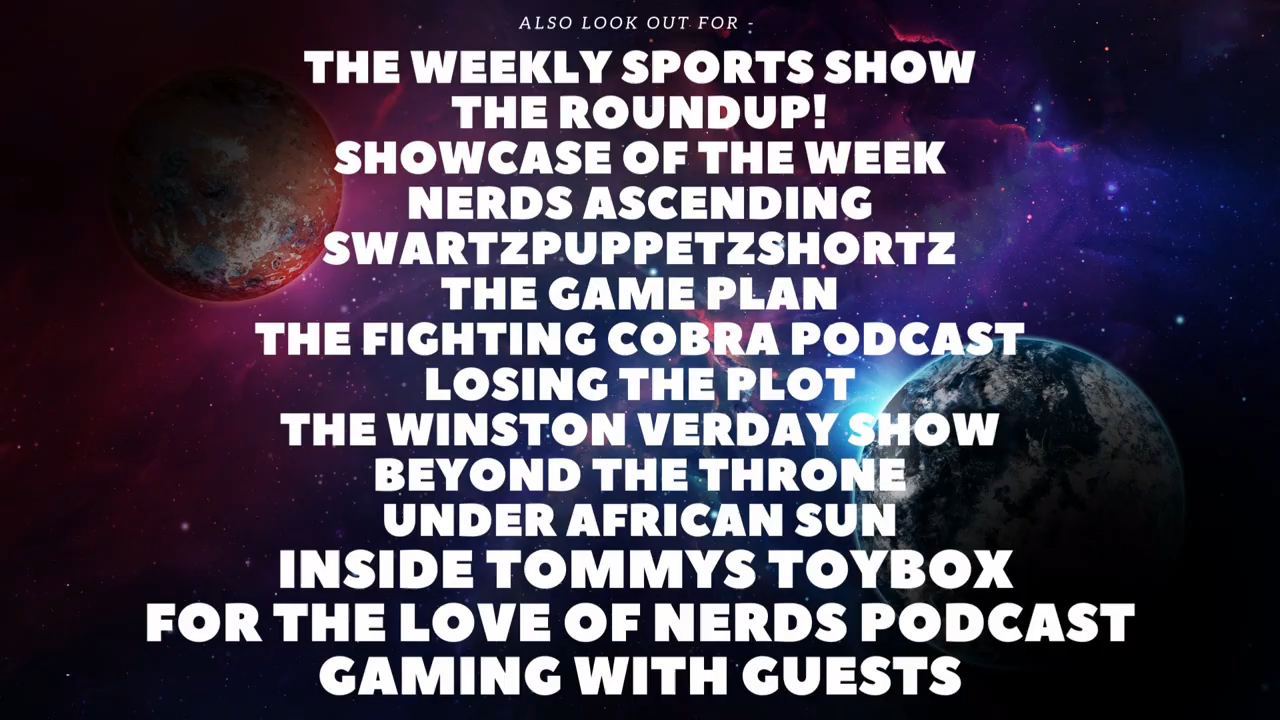 ALSO LOOK OUT FOR -
THE WEEKLY SPORTS SHOW
THE ROUNDUP!
SHOWCASE OF THE WEEK
NERDS ASCENDING
SWARTZPUPPETZSHORTZ
THE GAME PLAN
THE FIGHTING COBRA PODCAST
LOSING THE PLOT
THE WINSTON VERDAY SHOW
BEYOND THE THRONE
UNDER AFRICAN SUN
INSIDE TOMMYS TOYBOX
FOR THE LOVE OF NERDS PODCAST
GAMING WITH GUESTS